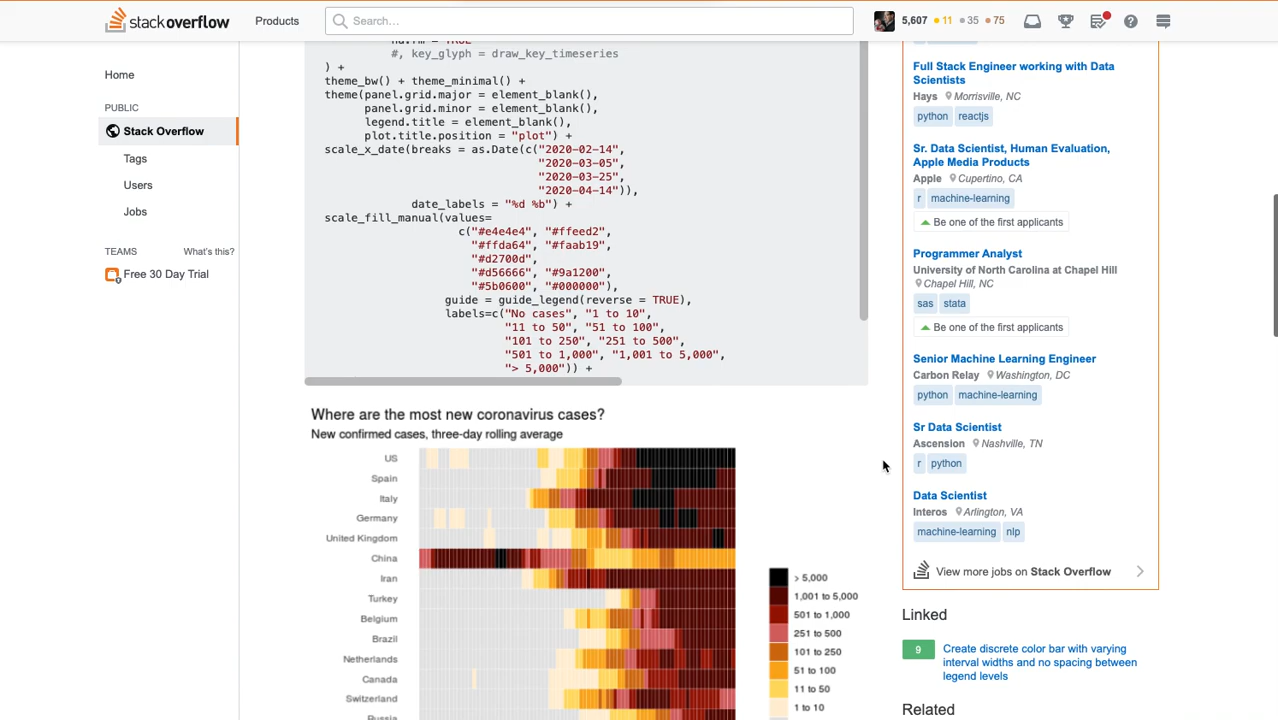 stackoverflow
Products
Search...
5,607 11 35 75
Home
PUBLIC
Stack Overflow
Tags
Users
Jobs
TEAMS What's this?
Free 30 Day Trial
#, key_glyph = draw_key_timeseries
) +
theme_bw() + theme_minimal() +
theme(panel.grid.major = element_blank(),
panel.grid.minor = element_blank(),
legend.title = element_blank(),
plot.title.position = "plot") +
scale_x_date(breaks = as.Date(c("2020-02-14",
"2020-03-05",
"2020-03-25",
"2020-04-14")),
date_labels = "%d %b") +
scale_fill_manual(values=
c("#e4e4e4", "#ffeed2",
"#ffda64", "#faab19",
"#d2700d",
"#d56666", "#9a1200",
"#5b0600", "#000000"),
guide = guide_legend(reverse = TRUE),
labels=c("No cases", "1 to 10",
"11 to 50", "51 to 100",
"101 to 250", "251 to 500",
"501 to 1,000", "1,001 to 5,000",
"> 5,000")) +
Where are the most new coronavirus cases?
New confirmed cases, three-day rolling average
US
Spain
Italy
Germany
United Kingdom
China
Iran
Turkey
Belgium
Brazil
Netherlands
Canada
Switzerland
Russia
> 5,000
1,001 to 5,000
501 to 1,000
251 to 500
101 to 250
51 to 100
11 to 50
1 to 10
Full Stack Engineer working with Data
Scientists
Hays Morrisville, NC
python reactjs
Sr. Data Scientist, Human Evaluation,
Apple Media Products
Apple Cupertino, CA
r machine-learning
Be one of the first applicants
Programmer Analyst
University of North Carolina at Chapel Hill
Chapel Hill, NC
sas stata
Be one of the first applicants
Senior Machine Learning Engineer
Carbon Relay Washington, DC
python machine-learning
Sr Data Scientist
Ascension Nashville, TN
r python
Data Scientist
Interos Arlington, VA
machine-learning nlp
View more jobs on Stack Overflow
Linked
9 Create discrete color bar with varying
interval widths and no spacing between
legend levels
Related